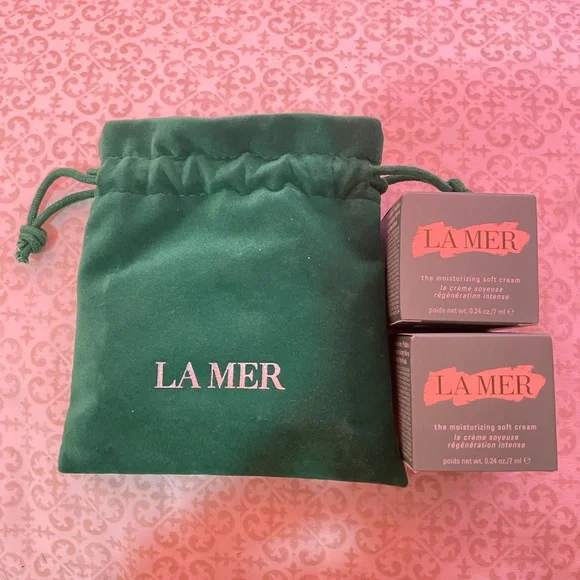 LA MER
LA MER
the moisturizing soft cream
la crème soyeuse
régénération intense
poids net wt. 0.24 oz./7 ml ℮
LA MER
the moisturizing soft cream
la crème soyeuse
régénération intense
poids net wt. 0.24 oz./7 ml ℮